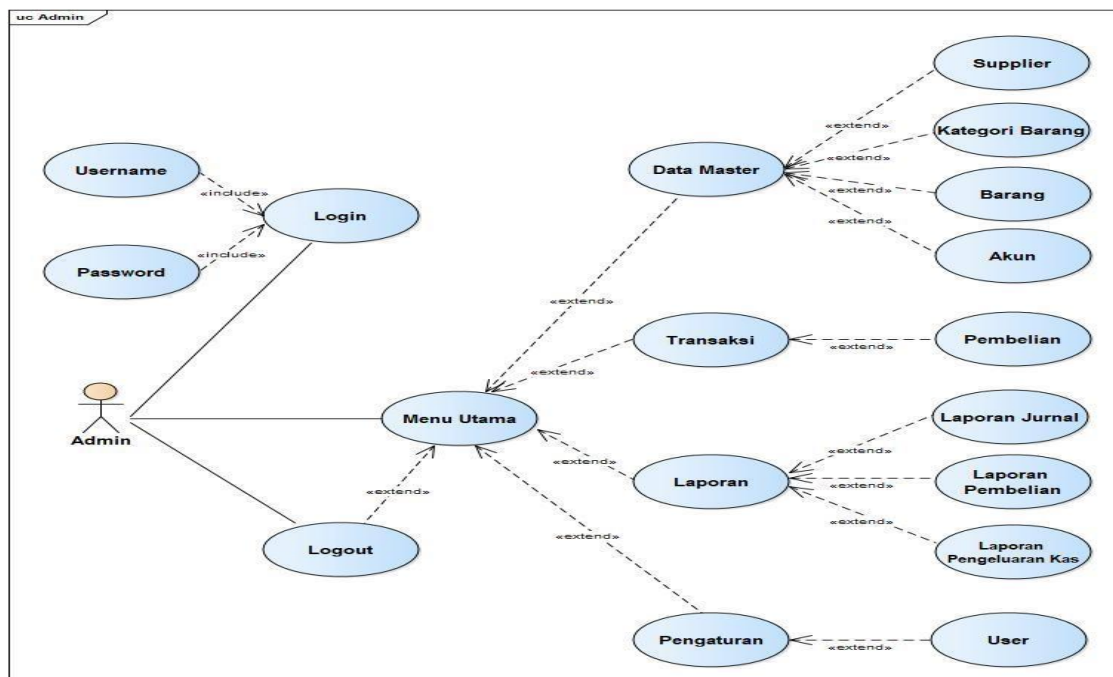 uc Admin
Supplier
«extend»
Kategori Barang
«extend»
Username
Data Master
«extend»
Barang
«include»
Login
«extend»
Akun
«include»
Password
«extend»
Transaksi
«extend»
Pembelian
«extend»
Admin
Menu Utama
Laporan Jurnal
«extend»
«extend»
Laporan
«extend»
Laporan
Pembelian
«extend»
«extend»
Logout
«extend»
Laporan
Pengeluaran Kas
Pengaturan
«extend»
User